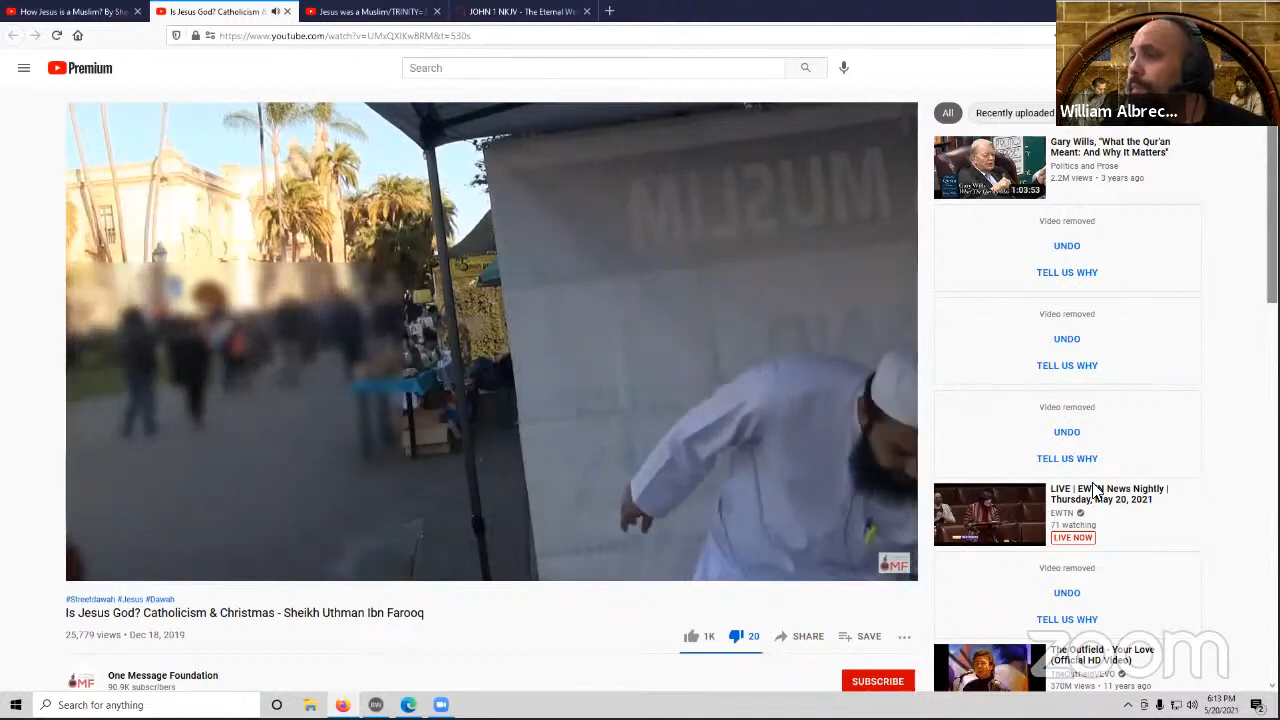 How Jesus is a Muslim? By She
Is Jesus God? Catholicism &
Jesus was a Muslim/TRINITY=
JOHN 1 NKJV - The Eternal Wo
https://www.youtube.com/watch?v=UMxQXIKwBRM&t=530s
Premium
Search
William Albrec...
All
Recently uploaded
Gary Wills, "What the Qur'an
Meant: And Why It Matters"
Politics and Prose
2.2M views • 3 years ago
1:03:53
Video removed
UNDO
TELL US WHY
Video removed
UNDO
TELL US WHY
Video removed
UNDO
TELL US WHY
LIVE | EWTN News Nightly |
Thursday, May 20, 2021
EWTN
71 watching
LIVE NOW
Video removed
UNDO
TELL US WHY
The Outfield - Your Love
(Official HD Video)
TheOutfieldVEVO
370M views • 11 years ago
OMF
#Streetdawah #Jesus #Dawah
Is Jesus God? Catholicism & Christmas - Sheikh Uthman Ibn Farooq
25,779 views • Dec 18, 2019
1K
20
SHARE
SAVE
MF
One Message Foundation
90.9K subscribers
SUBSCRIBE
zoom
Search for anything
6:13 PM
5/20/2021
2